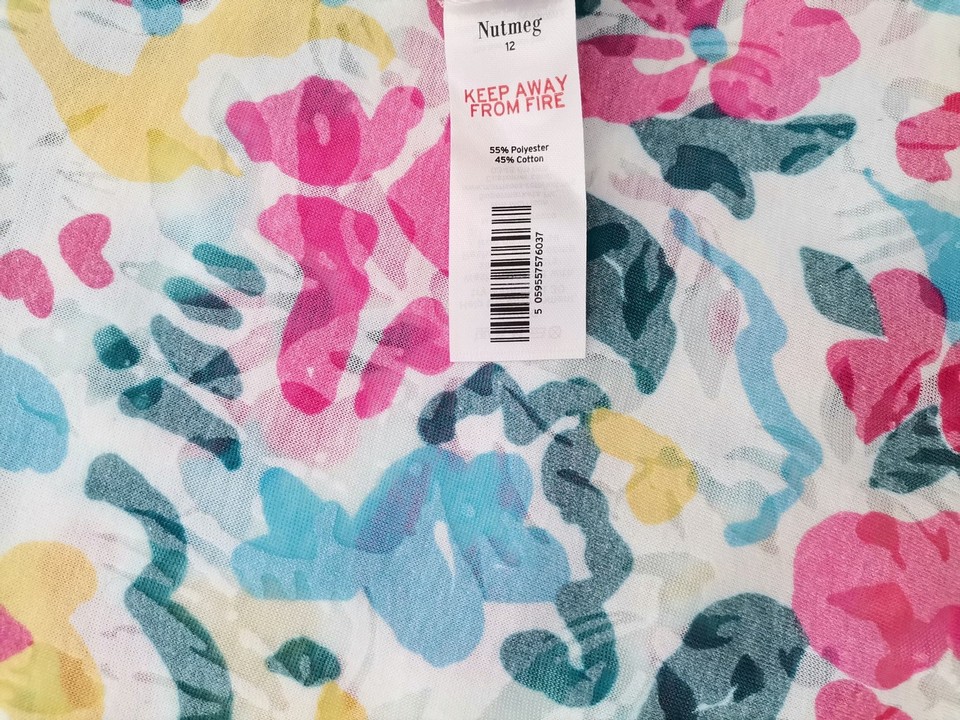 Nutmeg
12
KEEP AWAY
FROM FIRE
55% Polyester
45% Cotton
5 059557576037